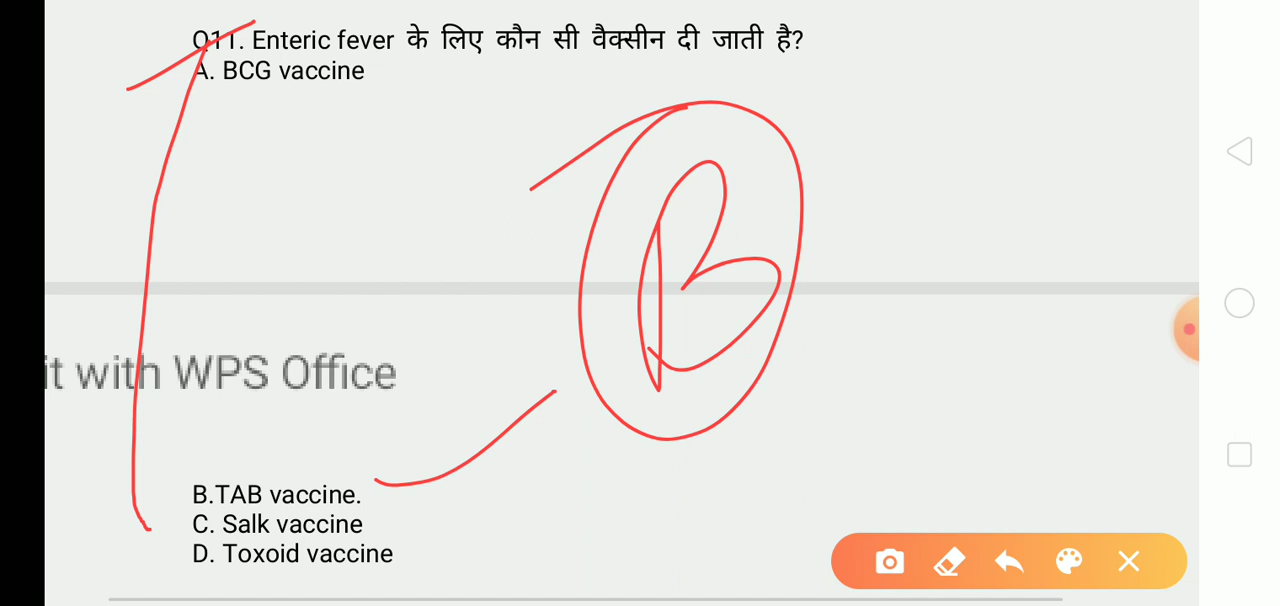 Q11. Enteric fever के लिए कौन सी वैक्सीन दी जाती है?
A. BCG vaccine
B
it with WPS Office
B.TAB vaccine.
C. Salk vaccine
D. Toxoid vaccine